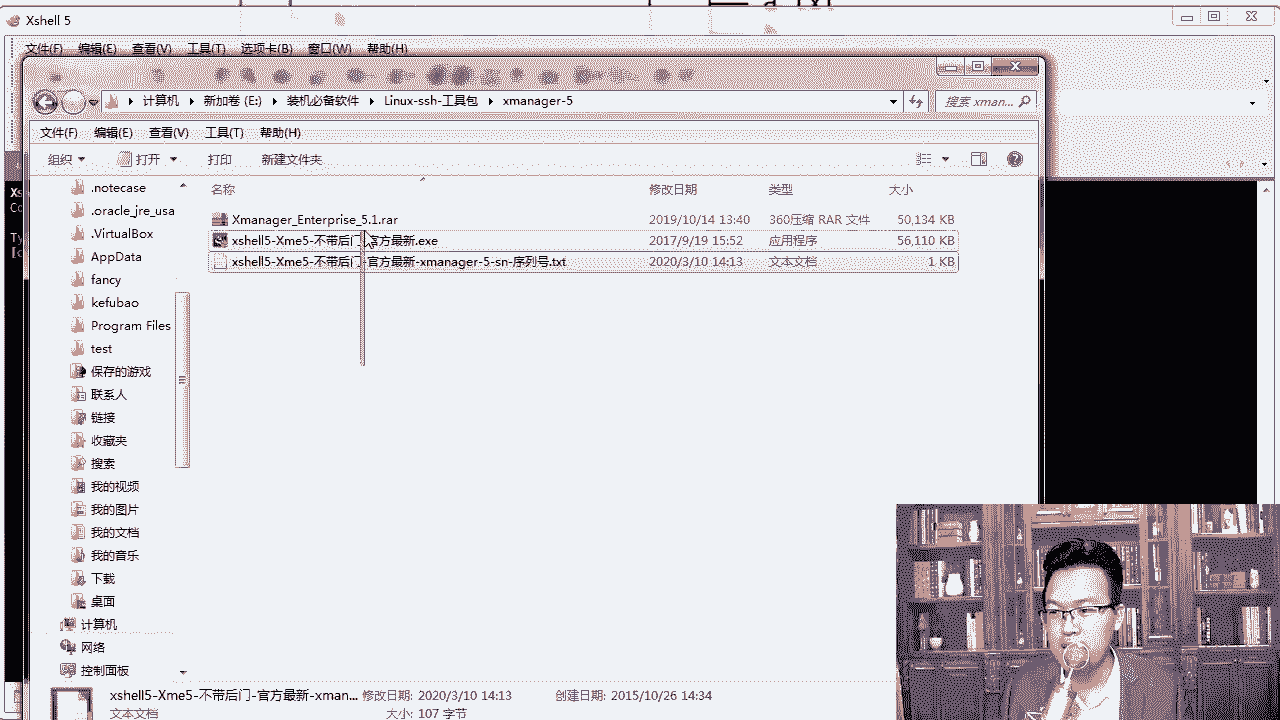 Xshell 5
文件(F) 编辑(E) 查看(V) 工具(T) 选项卡(B) 窗口(W) 帮助(H)
计算机 新加卷 (E:) 装机必备软件 Linux-ssh-工具包 xmanager-5 搜索 xman...
文件(F) 编辑(E) 查看(V) 工具(T) 帮助(H)
组织 打开 打印 新建文件夹
名称 修改日期 类型 大小
Xmanager_Enterprise_5.1.rar 2019/10/14 13:40 360压缩 RAR 文件 50,134 KB
xshell5-Xme5-不带后门-官方最新.exe 2017/9/19 15:52 应用程序 56,110 KB
xshell5-Xme5-不带后门-官方最新-xmanager-5-sn-序列号.txt 2020/3/10 14:13 文本文档 1 KB
.notecase
.oracle_jre_usa
.VirtualBox
AppData
fancy
kefubao
Program Files
test
保存的游戏
联系人
链接
收藏夹
搜索
我的视频
我的图片
我的文档
我的音乐
下载
桌面
计算机
网络
控制面板
xshell5-Xme5-不带后门-官方最新-xman... 修改日期: 2020/3/10 14:13 创建日期: 2015/10/26 14:34
文本文档 大小: 107 字节